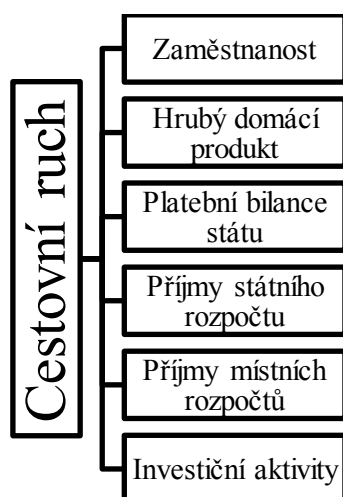 Cestovní ruch
Zaměstnanost
Hrubý domácí
produkt
Platební bilance
státu
Příjmy státního
rozpočtu
Příjmy místních
rozpočtů
Investiční aktivity